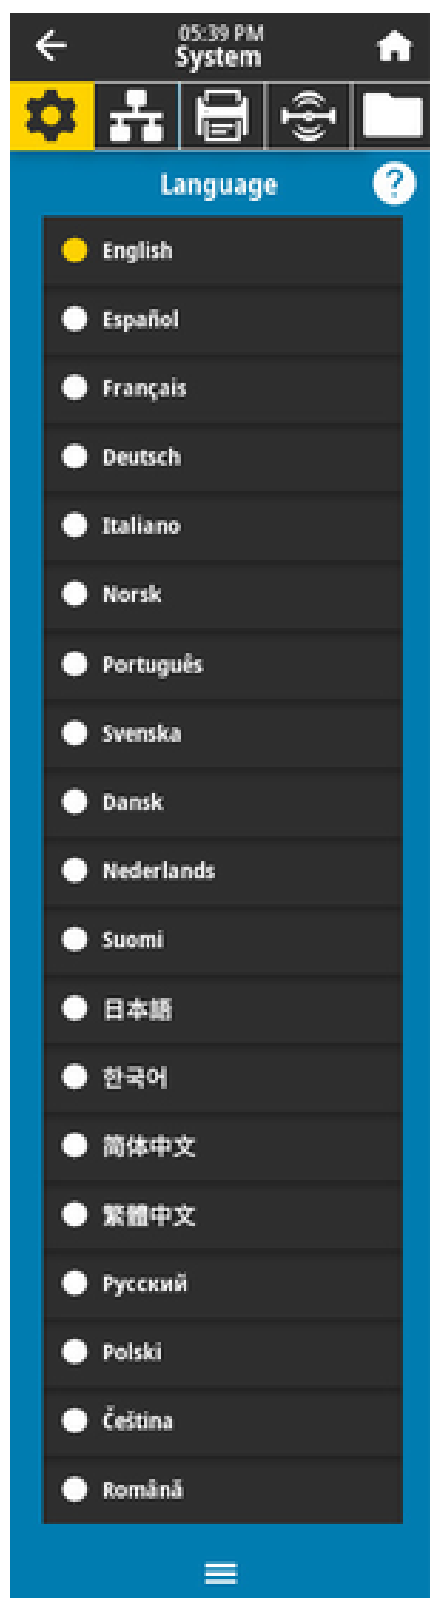 05:39 PM
System
Language
?
English
Español
Français
Deutsch
Italiano
Norsk
Português
Svenska
Dansk
Nederlands
Suomi
日本語
한국어
简体中文
繁體中文
Русский
Polski
Čeština
Română